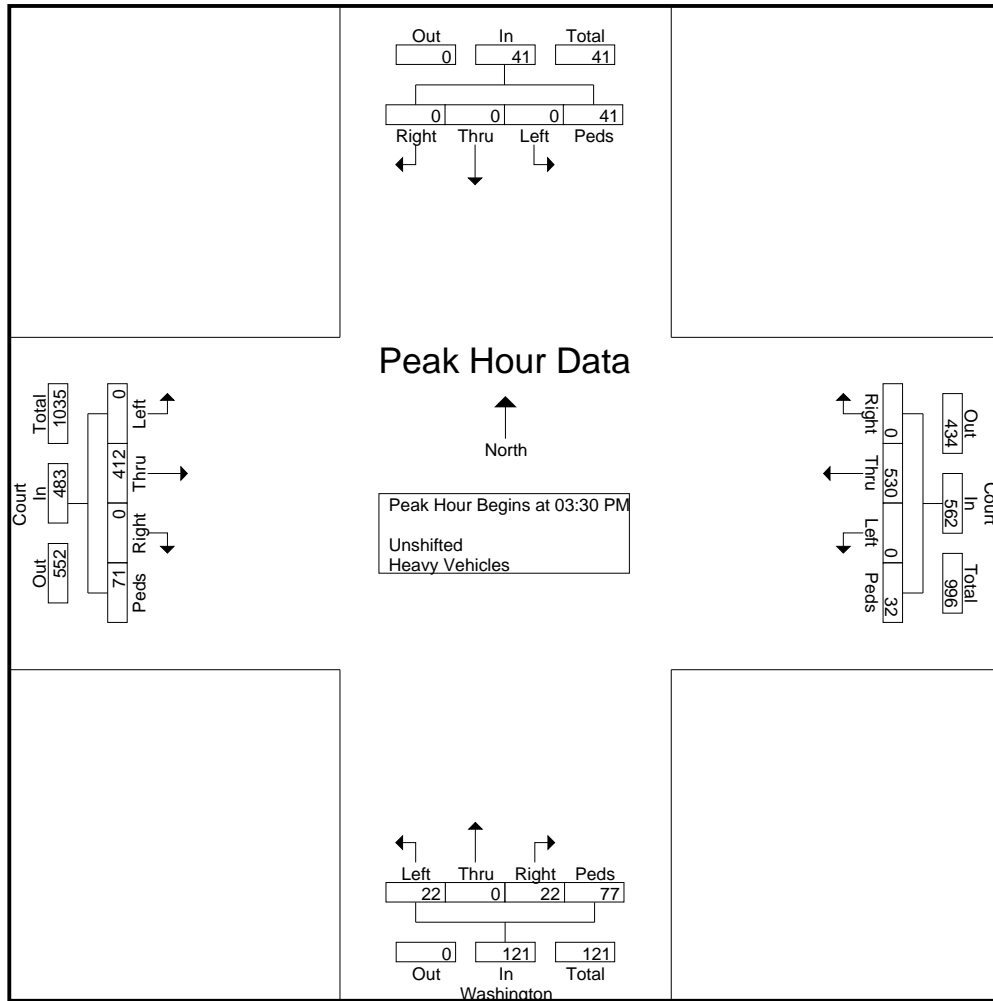 Out In Total
0 41 41
0 0 0 41
Right Thru Left Peds
Peak Hour Data
North
Peak Hour Begins at 03:30 PM
Unshifted
Heavy Vehicles
Court
Out In Total
552 483 1035
71 0 412 0
Peds Right Thru Left
Court
Out In Total
434 562 996
0 530 0 32
Right Thru Left Peds
Left Thru Right Peds
22 0 22 77
0 121 121
Out In Total
Washington